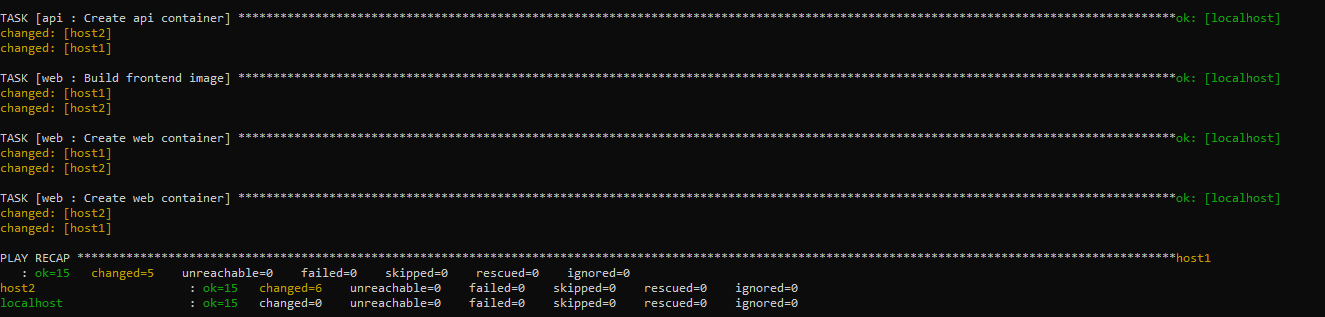 TASK [api : Create api container] **************************************************************************************************************************************ok: [localhost]
changed: [host2]
changed: [host1]
TASK [web : Build frontend image] **************************************************************************************************************************************ok: [localhost]
changed: [host1]
changed: [host2]
TASK [web : Create web container] **************************************************************************************************************************************ok: [localhost]
changed: [host1]
changed: [host2]
TASK [web : Create web container] **************************************************************************************************************************************ok: [localhost]
changed: [host2]
changed: [host1]
PLAY RECAP *************************************************************************************************************************************************************host1
   : ok=15   changed=5    unreachable=0    failed=0    skipped=0    rescued=0    ignored=0
host2                      : ok=15   changed=6    unreachable=0    failed=0    skipped=0    rescued=0    ignored=0
localhost                  : ok=15   changed=0    unreachable=0    failed=0    skipped=0    rescued=0    ignored=0